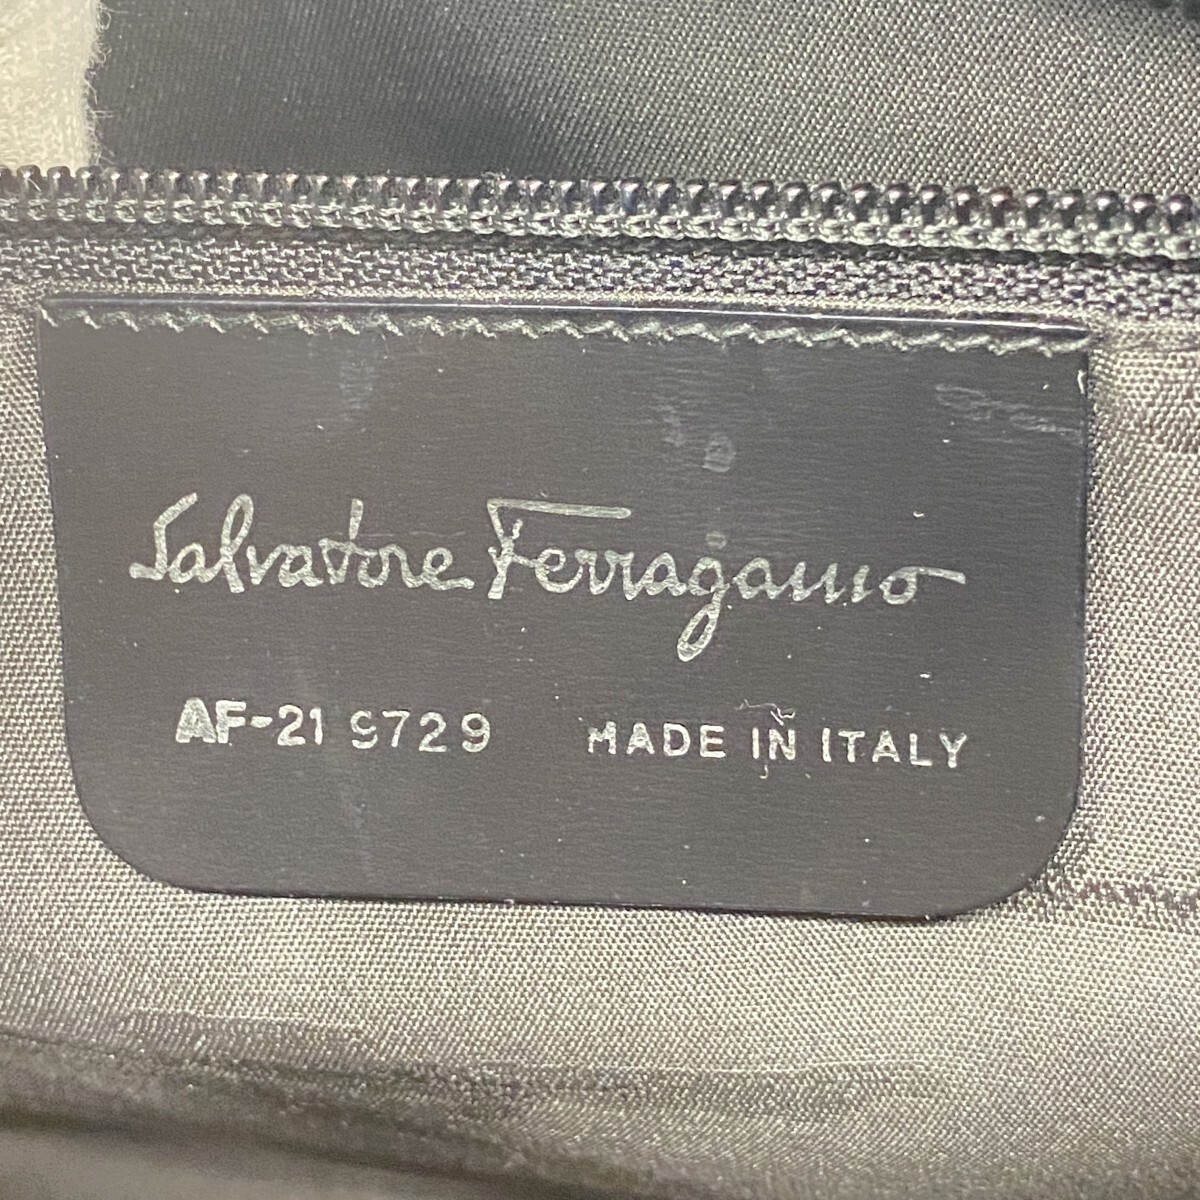 Salvatore Ferragamo
AF-21 9729 MADE IN ITALY